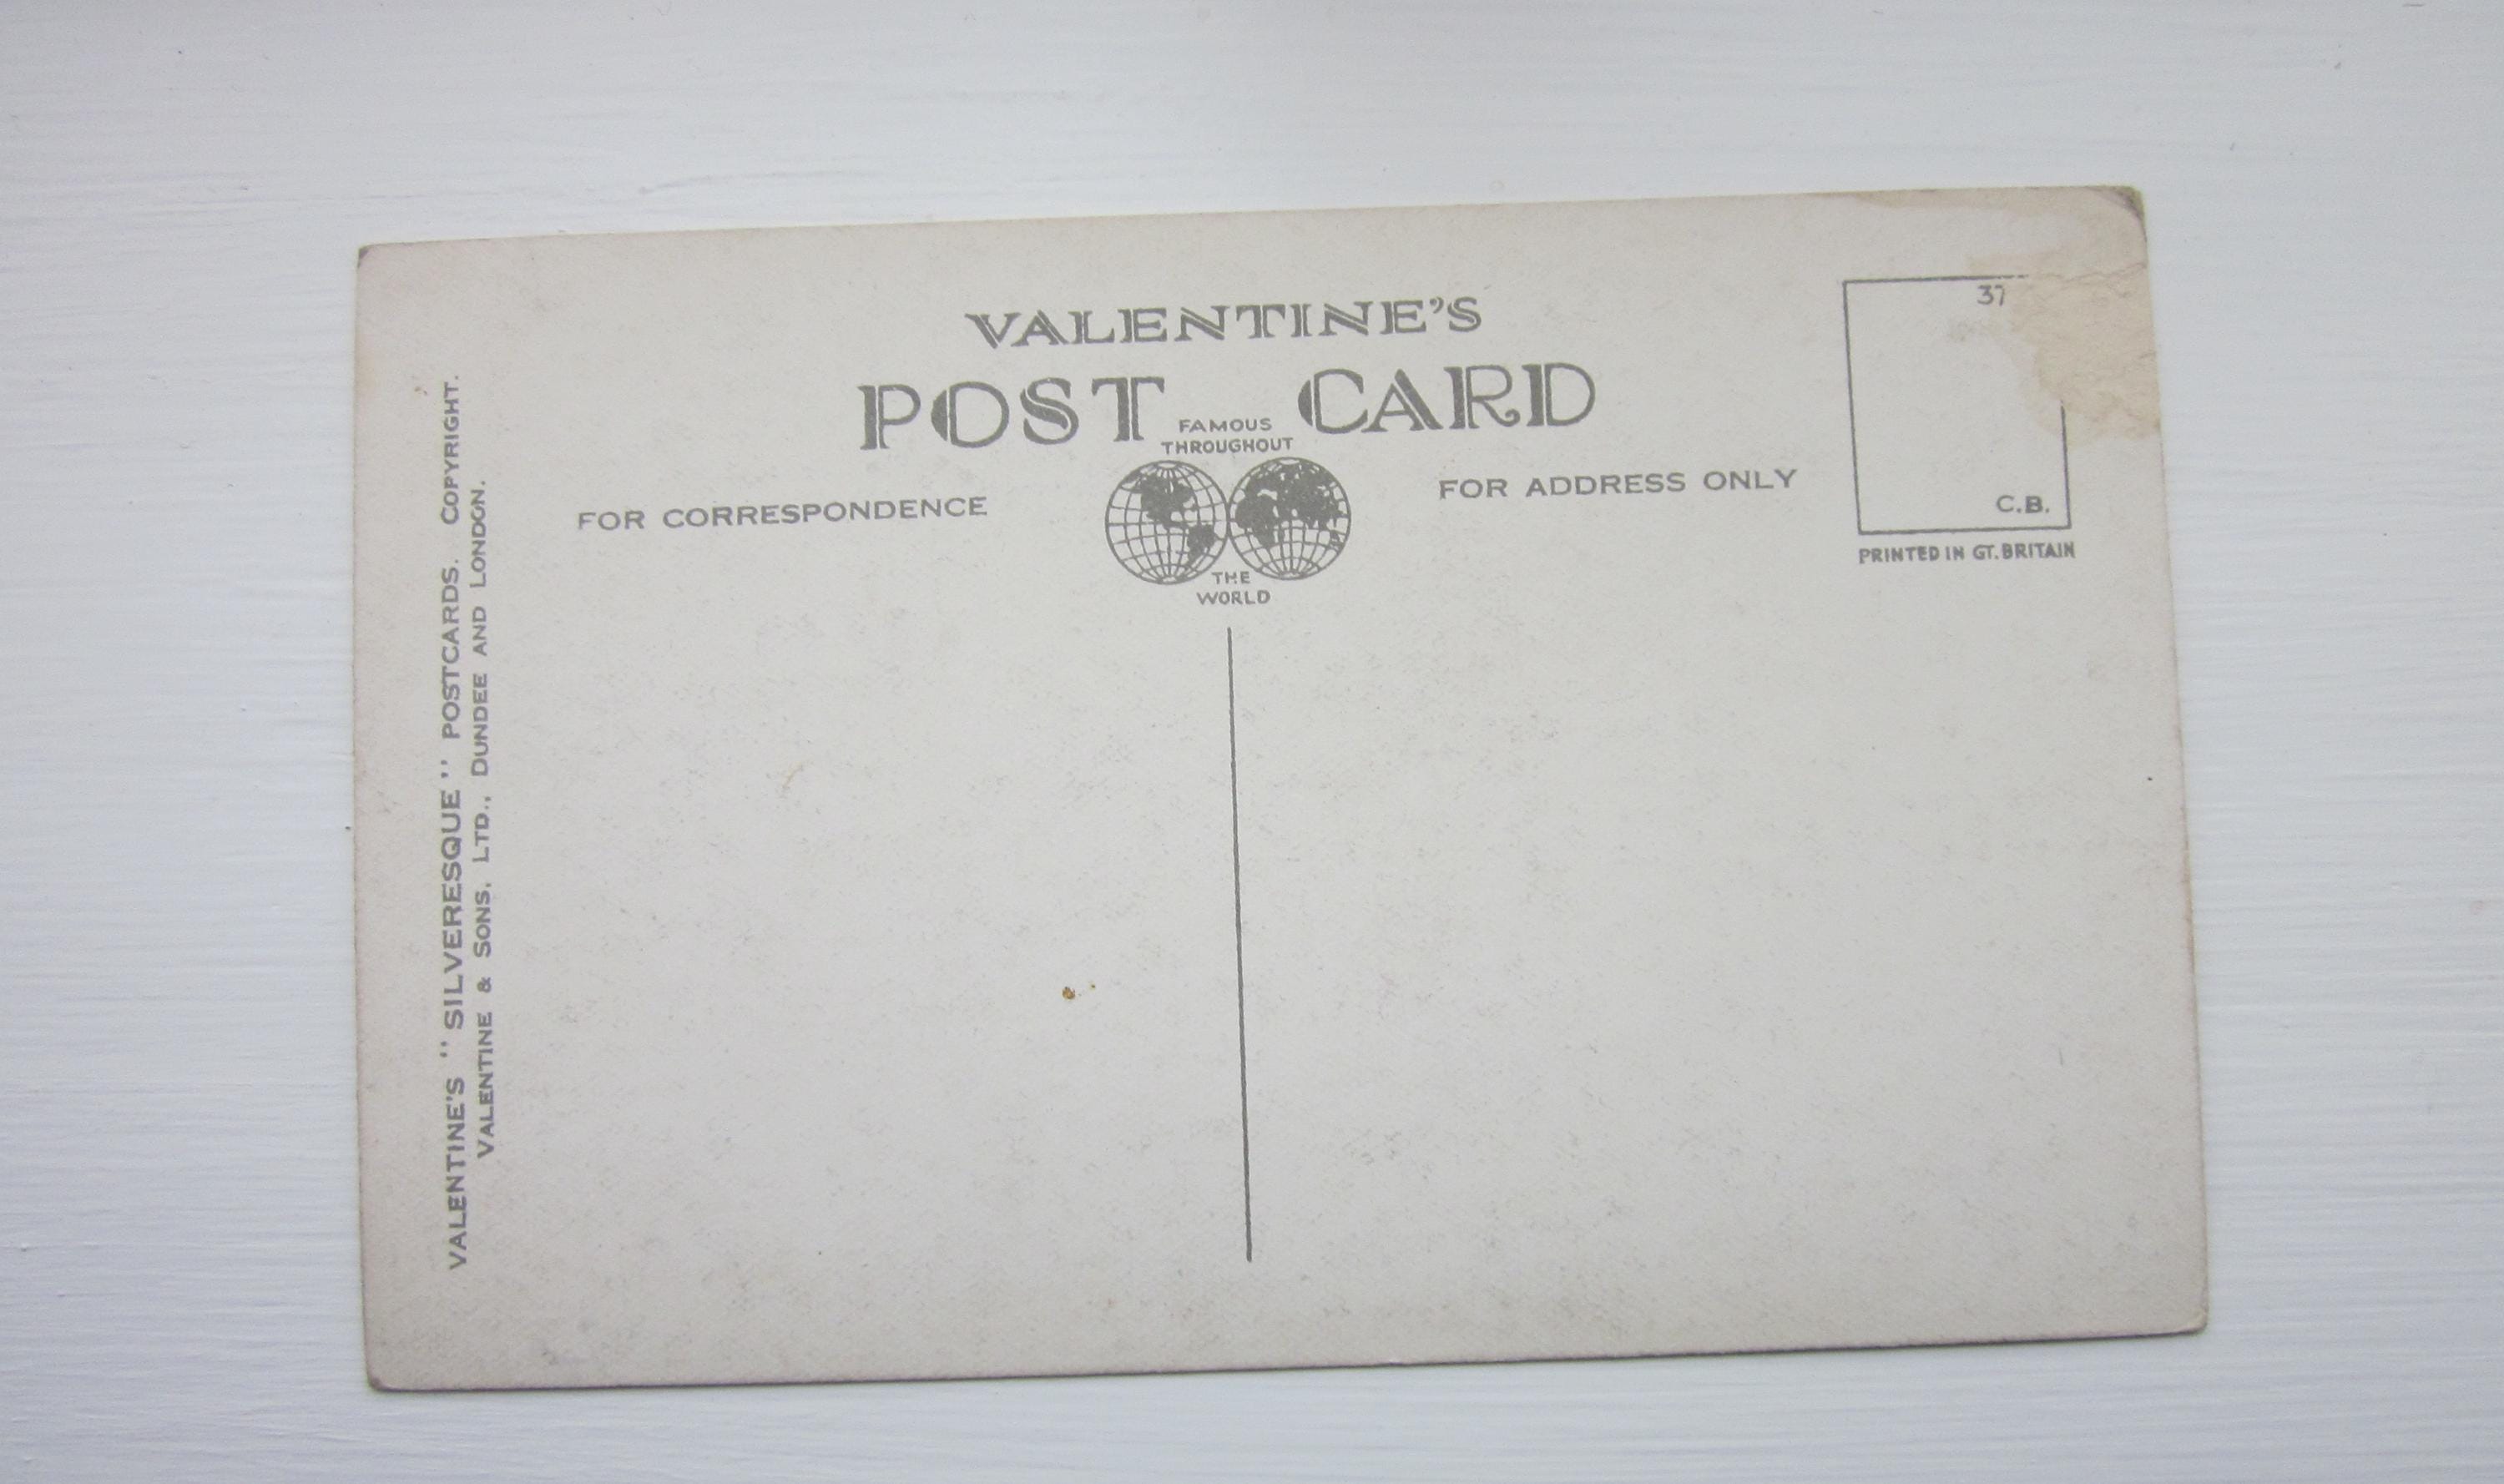 VALENTINE'S
POST CARD
FAMOUS
THROUGHOUT
THE
WORLD
FOR CORRESPONDENCE
FOR ADDRESS ONLY
37
C.B.
PRINTED IN GT. BRITAIN
VALENTINE'S "SILVERESQUE" POSTCARDS. COPYRIGHT.
VALENTINE & SONS, LTD., DUNDEE AND LONDON.